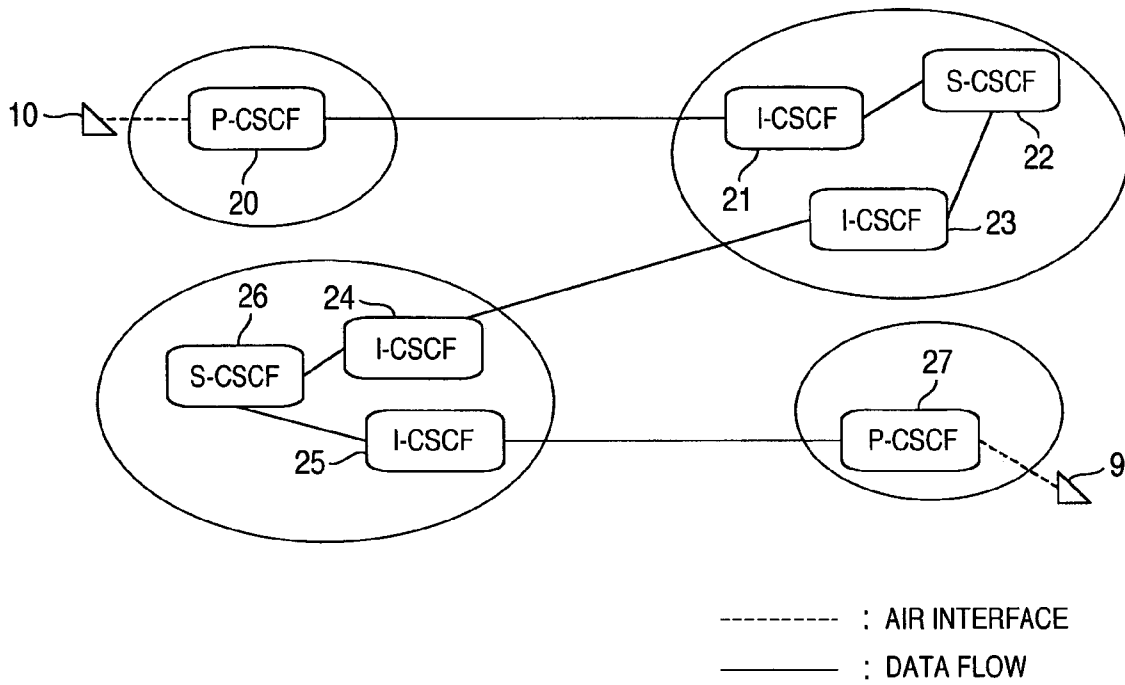 10
P-CSCF
20
I-CSCF
21
S-CSCF
22
I-CSCF
23
26
24
S-CSCF
I-CSCF
25
I-CSCF
27
P-CSCF
9
: AIR INTERFACE
: DATA FLOW